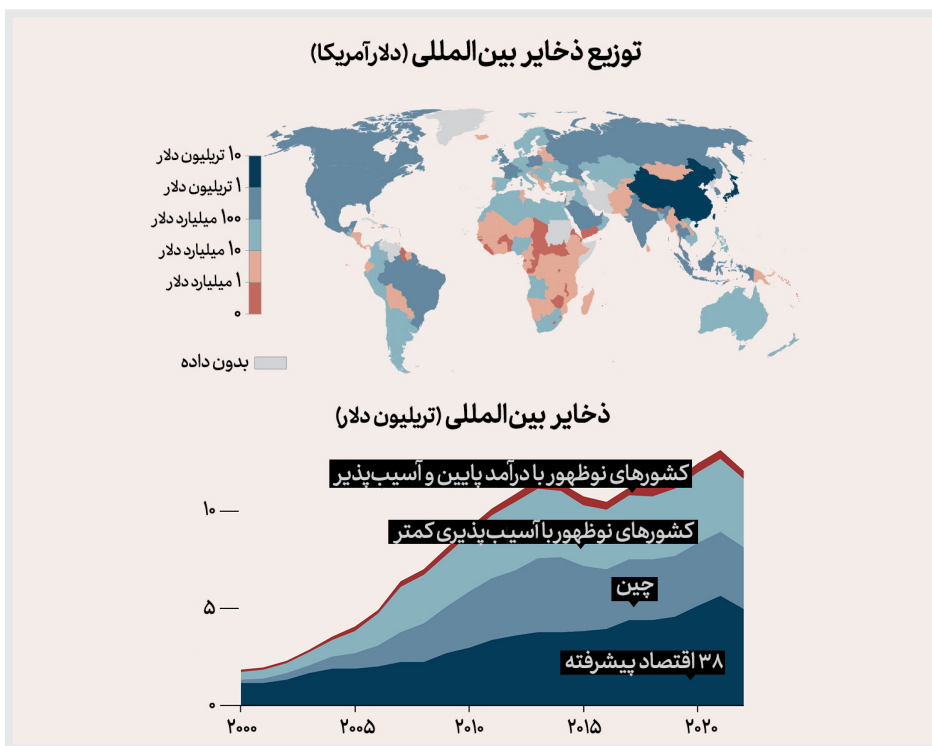 توزیع ذخایر بین‌المللی (دلار آمریکا)
۱۰ تریلیون دلار
۱ تریلیون دلار
۱۰۰ میلیارد دلار
۱۰ میلیارد دلار
۱ میلیارد دلار
۰
بدون داده
ذخایر بین‌المللی (تریلیون دلار)
کشورهای نوظهور با درآمد پایین و آسیب‌پذیر
۱۰
کشورهای نوظهور با آسیب‌پذیری کمتر
چین
۵
۳۸ اقتصاد پیشرفته
۰
۲۰۰۰
۲۰۰۵
۲۰۱۰
۲۰۱۵
۲۰۲۰